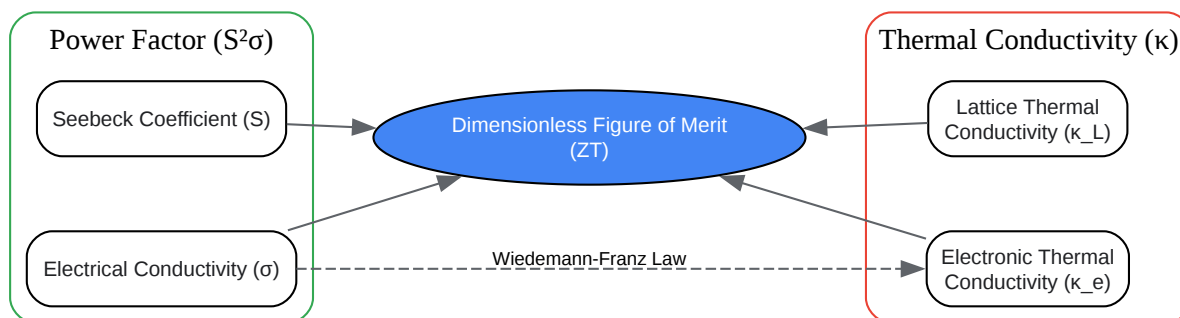 Power Factor (S²σ)
Seebeck Coefficient (S)
Electrical Conductivity (σ)
Dimensionless Figure of Merit
(ZT)
Wiedemann-Franz Law
Thermal Conductivity (κ)
Lattice Thermal
Conductivity (κ_L)
Electronic Thermal
Conductivity (κ_e)